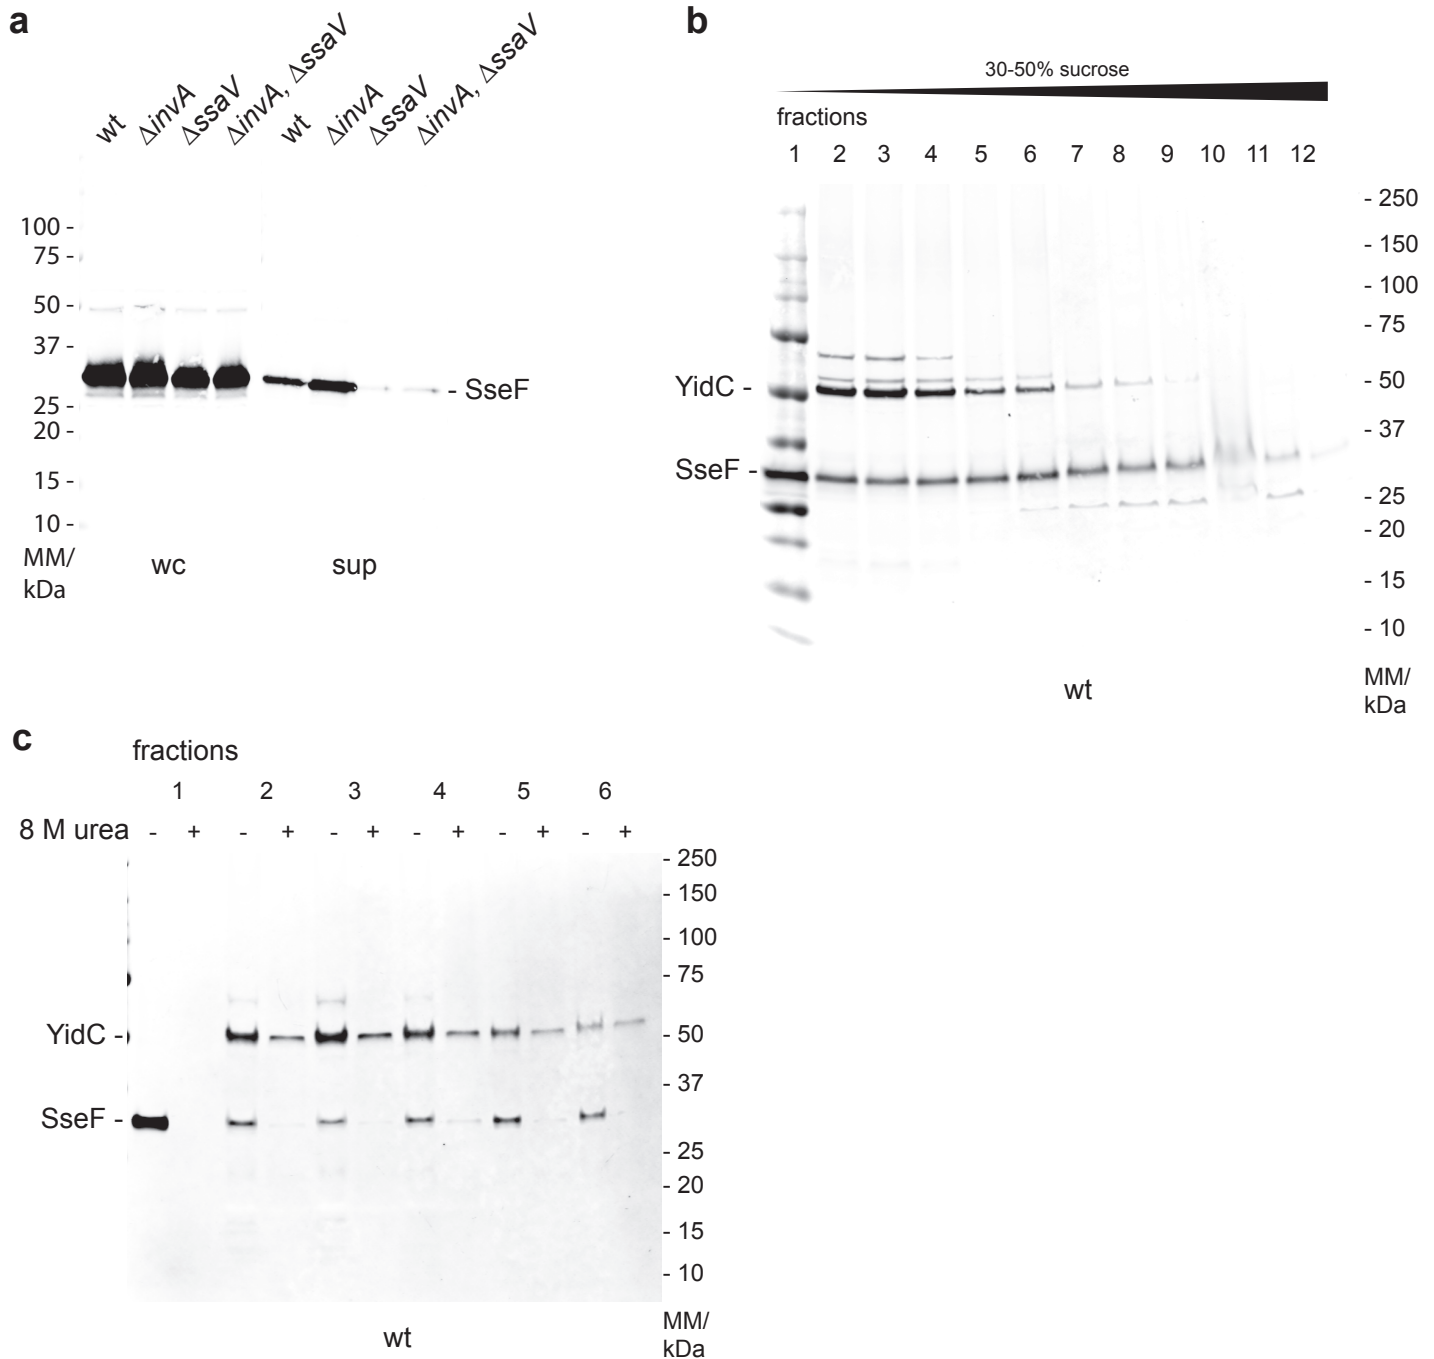 a
wt ΔinvA ΔssaV ΔinvA, ΔssaV wt ΔinvA ΔssaV ΔinvA, ΔssaV
100 -
75 -
50 -
37 -
25 -
20 -
15 -
10 -
MM/
kDa
- SseF
wc sup
b
30-50% sucrose
fractions
1 2 3 4 5 6 7 8 9 10 11 12
YidC -
SseF -
- 250
- 150
- 100
- 75
- 50
- 37
- 25
- 20
- 15
- 10
MM/
kDa
wt
c
fractions
1 2 3 4 5 6
8 M urea - + - + - + - + - + - +
YidC -
SseF -
- 250
- 150
- 100
- 75
- 50
- 37
- 25
- 20
- 15
- 10
MM/
kDa
wt